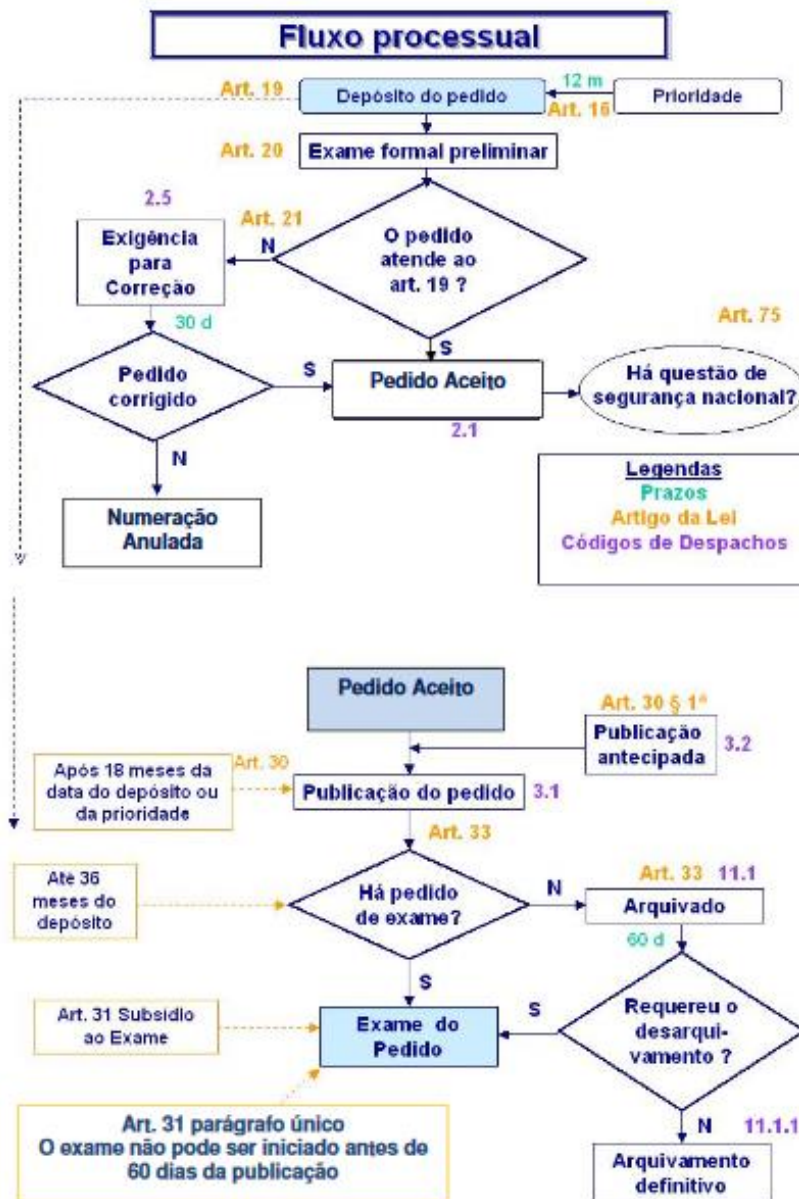 Fluxo processual
Art. 19
Depósito do pedido
12 m
Art. 16
Prioridade
Art. 20
Exame formal preliminar
2.5
Art. 21
Exigência
para
Correção
N
O pedido
atende ao
art. 19 ?
30 d
Art. 75
S
S
Pedido
corrigido
Pedido Aceito
Há questão de
segurança nacional?
2.1
N
Numeração
Anulada
Legendas
Prazos
Artigo da Lei
Códigos de Despachos
Pedido Aceito
Art. 30 § 1ª
Publicação
antecipada
3.2
Após 18 meses da
data do depósito ou
da prioridade
Art. 30
Publicação do pedido
3.1
Art. 33
Até 36
meses do
depósito
Há pedido
de exame?
N
Art. 33
11.1
Arquivado
60 d
S
Art. 31 Subsídio
ao Exame
Exame do
Pedido
S
Requereu o
desarqui-
vamento ?
Art. 31 parágrafo único
O exame não pode ser iniciado antes de
60 dias da publicação
N
11.1.1
Arquivamento
definitivo